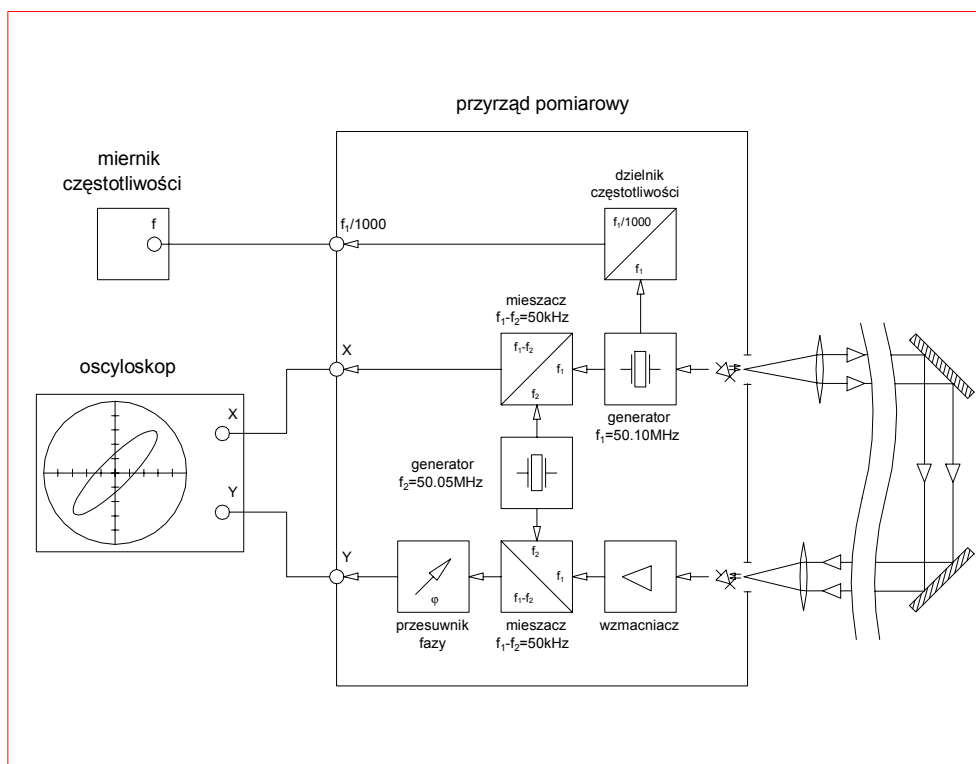 przyrząd pomiarowy
miernik
częstotliwości
f
f₁/1000
dzielnik
częstotliwości
f₁/1000
f₁
mieszacz
f₁-f₂=50kHz
f₁-f₂
f₁
f₂
generator
f₁=50.10MHz
X
oscyloskop
X
Y
generator
f₂=50.05MHz
Y
φ
przesuwnik
fazy
f₂
f₁
f₁-f₂
mieszacz
f₁-f₂=50kHz
wzmacniacz